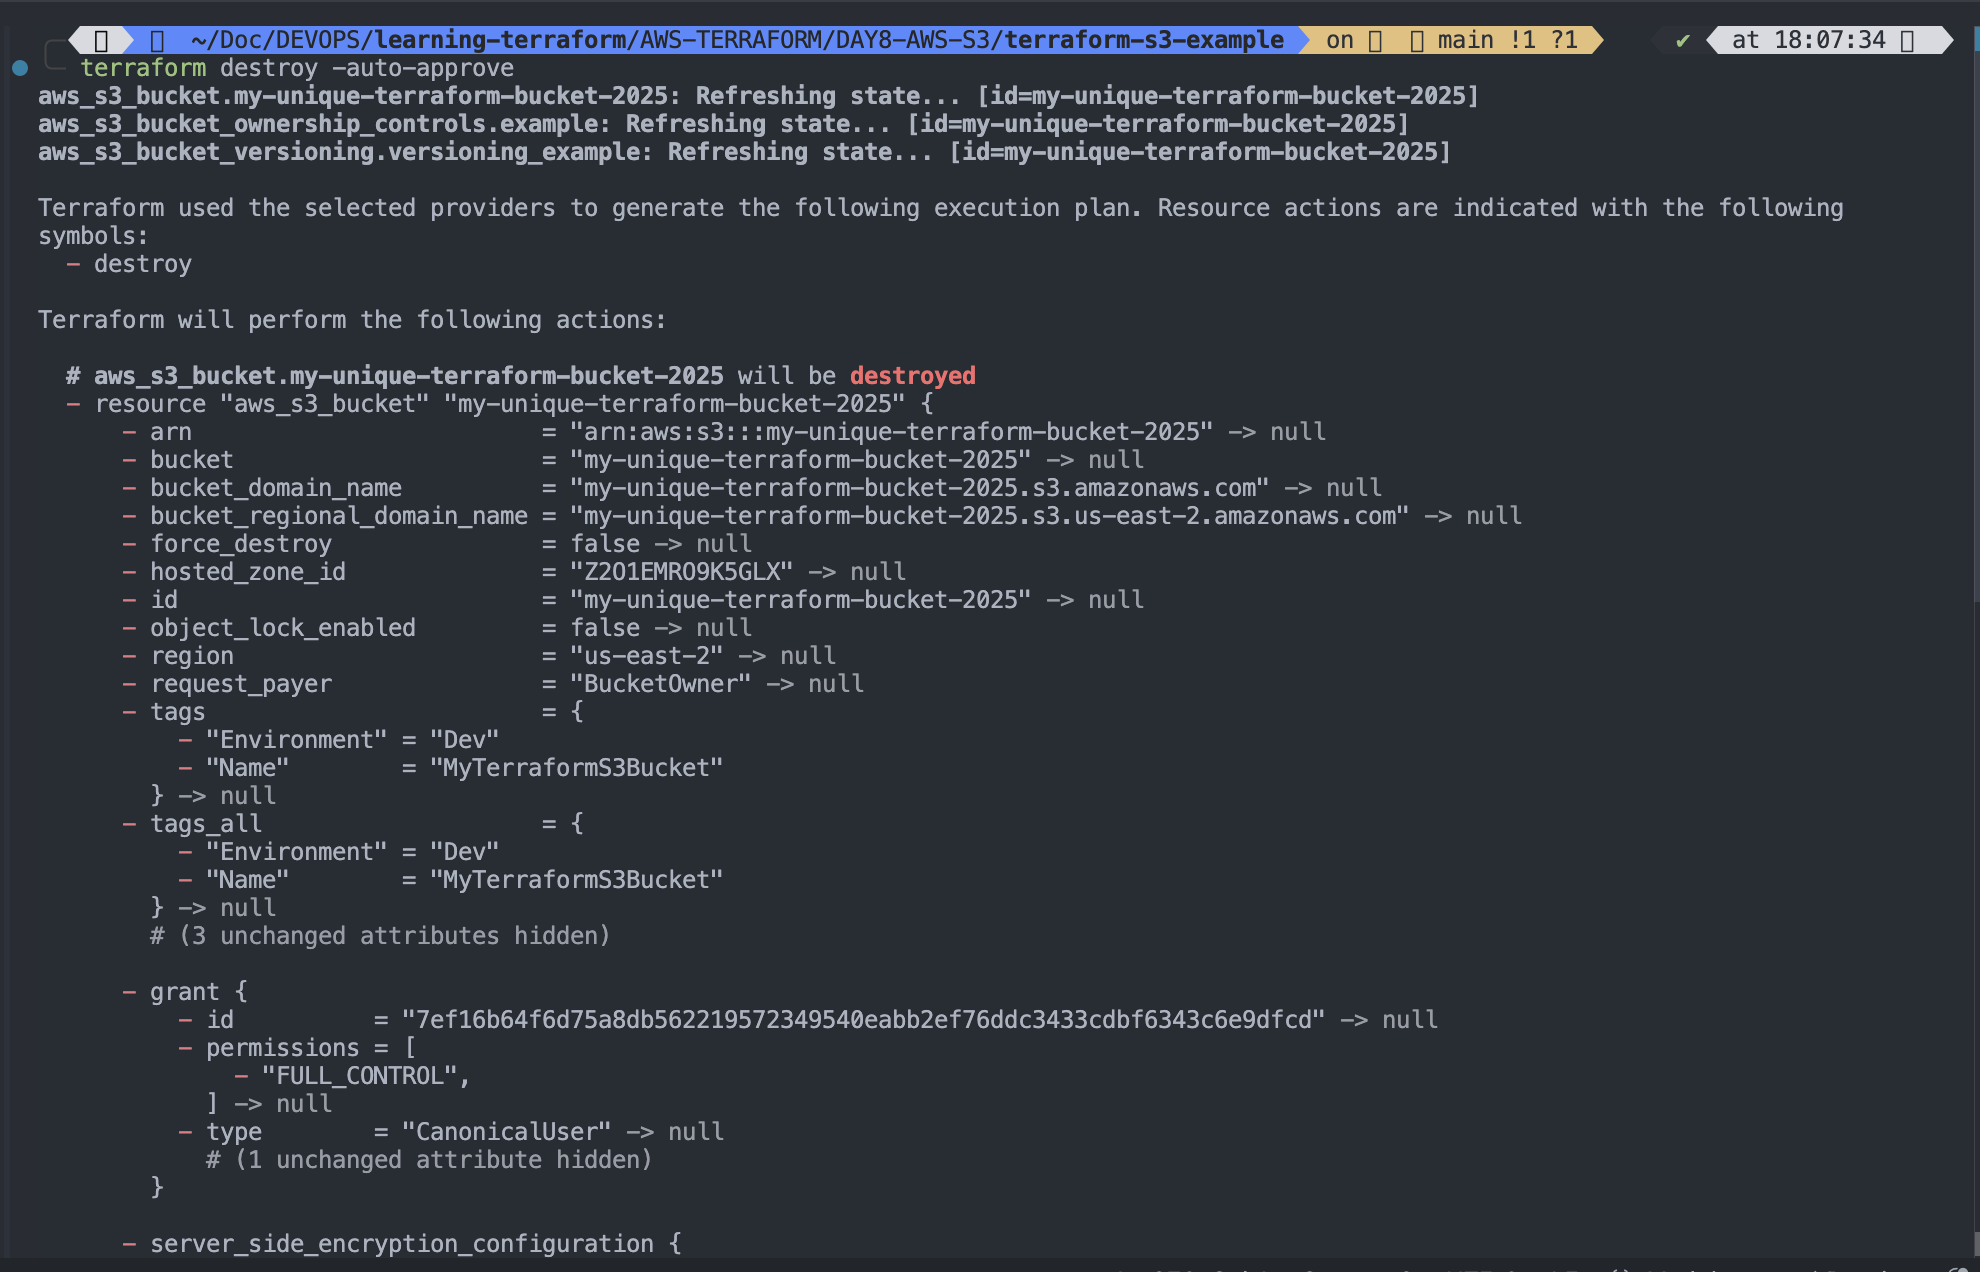 ~/Doc/DEVOPS/learning-terraform/AWS-TERRAFORM/DAY8-AWS-S3/terraform-s3-example on main !1 ?1 ✔ at 18:07:34
terraform destroy -auto-approve
aws_s3_bucket.my-unique-terraform-bucket-2025: Refreshing state... [id=my-unique-terraform-bucket-2025]
aws_s3_bucket_ownership_controls.example: Refreshing state... [id=my-unique-terraform-bucket-2025]
aws_s3_bucket_versioning.versioning_example: Refreshing state... [id=my-unique-terraform-bucket-2025]
Terraform used the selected providers to generate the following execution plan. Resource actions are indicated with the following
symbols:
- destroy
Terraform will perform the following actions:
# aws_s3_bucket.my-unique-terraform-bucket-2025 will be destroyed
- resource "aws_s3_bucket" "my-unique-terraform-bucket-2025" {
- arn = "arn:aws:s3:::my-unique-terraform-bucket-2025" -> null
- bucket = "my-unique-terraform-bucket-2025" -> null
- bucket_domain_name = "my-unique-terraform-bucket-2025.s3.amazonaws.com" -> null
- bucket_regional_domain_name = "my-unique-terraform-bucket-2025.s3.us-east-2.amazonaws.com" -> null
- force_destroy = false -> null
- hosted_zone_id = "Z2O1EMRO9K5GLX" -> null
- id = "my-unique-terraform-bucket-2025" -> null
- object_lock_enabled = false -> null
- region = "us-east-2" -> null
- request_payer = "BucketOwner" -> null
- tags = {
- "Environment" = "Dev"
- "Name" = "MyTerraformS3Bucket"
} -> null
- tags_all = {
- "Environment" = "Dev"
- "Name" = "MyTerraformS3Bucket"
} -> null
# (3 unchanged attributes hidden)
- grant {
- id = "7ef16b64f6d75a8db562219572349540eabb2ef76ddc3433cdbf6343c6e9dfcd" -> null
- permissions = [
- "FULL_CONTROL",
] -> null
- type = "CanonicalUser" -> null
# (1 unchanged attribute hidden)
}
- server_side_encryption_configuration {